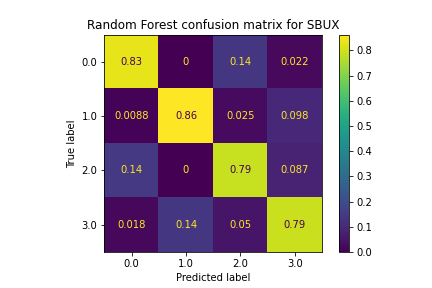 Random Forest confusion matrix for SBUX
True label
0.0 0.83 0 0.14 0.022
1.0 0.0088 0.86 0.025 0.098
2.0 0.14 0 0.79 0.087
3.0 0.018 0.14 0.05 0.79
0.0 1.0 2.0 3.0
Predicted label
0.8
0.7
0.6
0.5
0.4
0.3
0.2
0.1
0.0